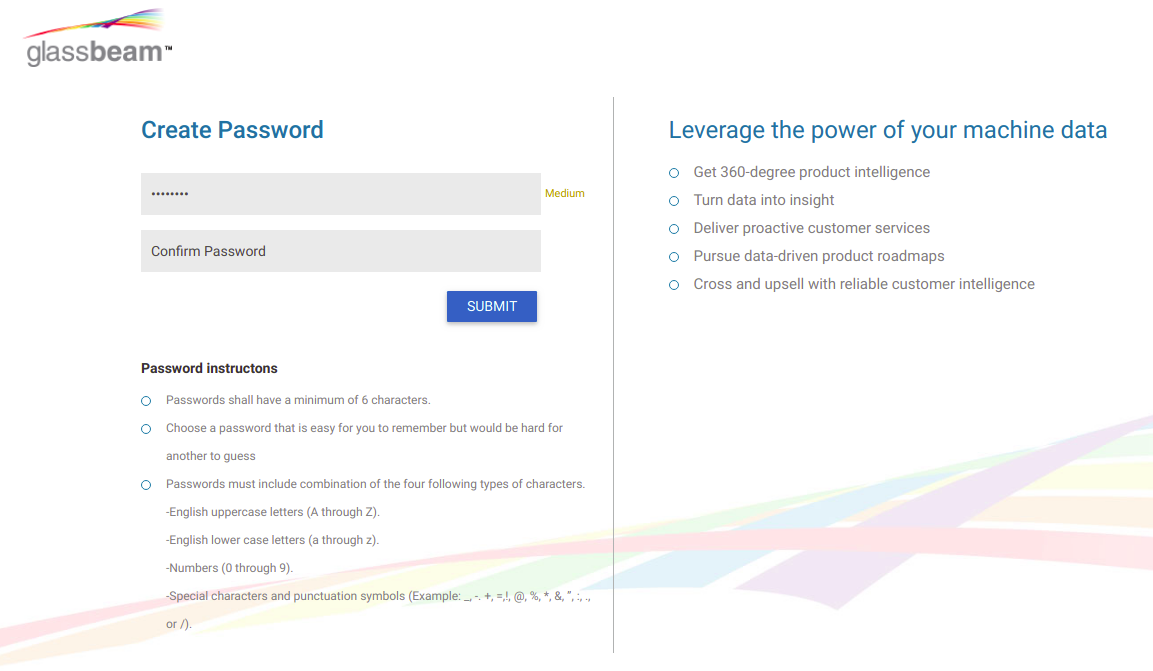 glassbeam™
Create Password
••••••••
Medium
Confirm Password
SUBMIT
Password instructons
Passwords shall have a minimum of 6 characters.
Choose a password that is easy for you to remember but would be hard for
another to guess
Passwords must include combination of the four following types of characters.
-English uppercase letters (A through Z).
-English lower case letters (a through z).
-Numbers (0 through 9).
-Special characters and punctuation symbols (Example: _, -. +, =,!, @, %, *, &, ", :, .,
or /).
Leverage the power of your machine data
Get 360-degree product intelligence
Turn data into insight
Deliver proactive customer services
Pursue data-driven product roadmaps
Cross and upsell with reliable customer intelligence